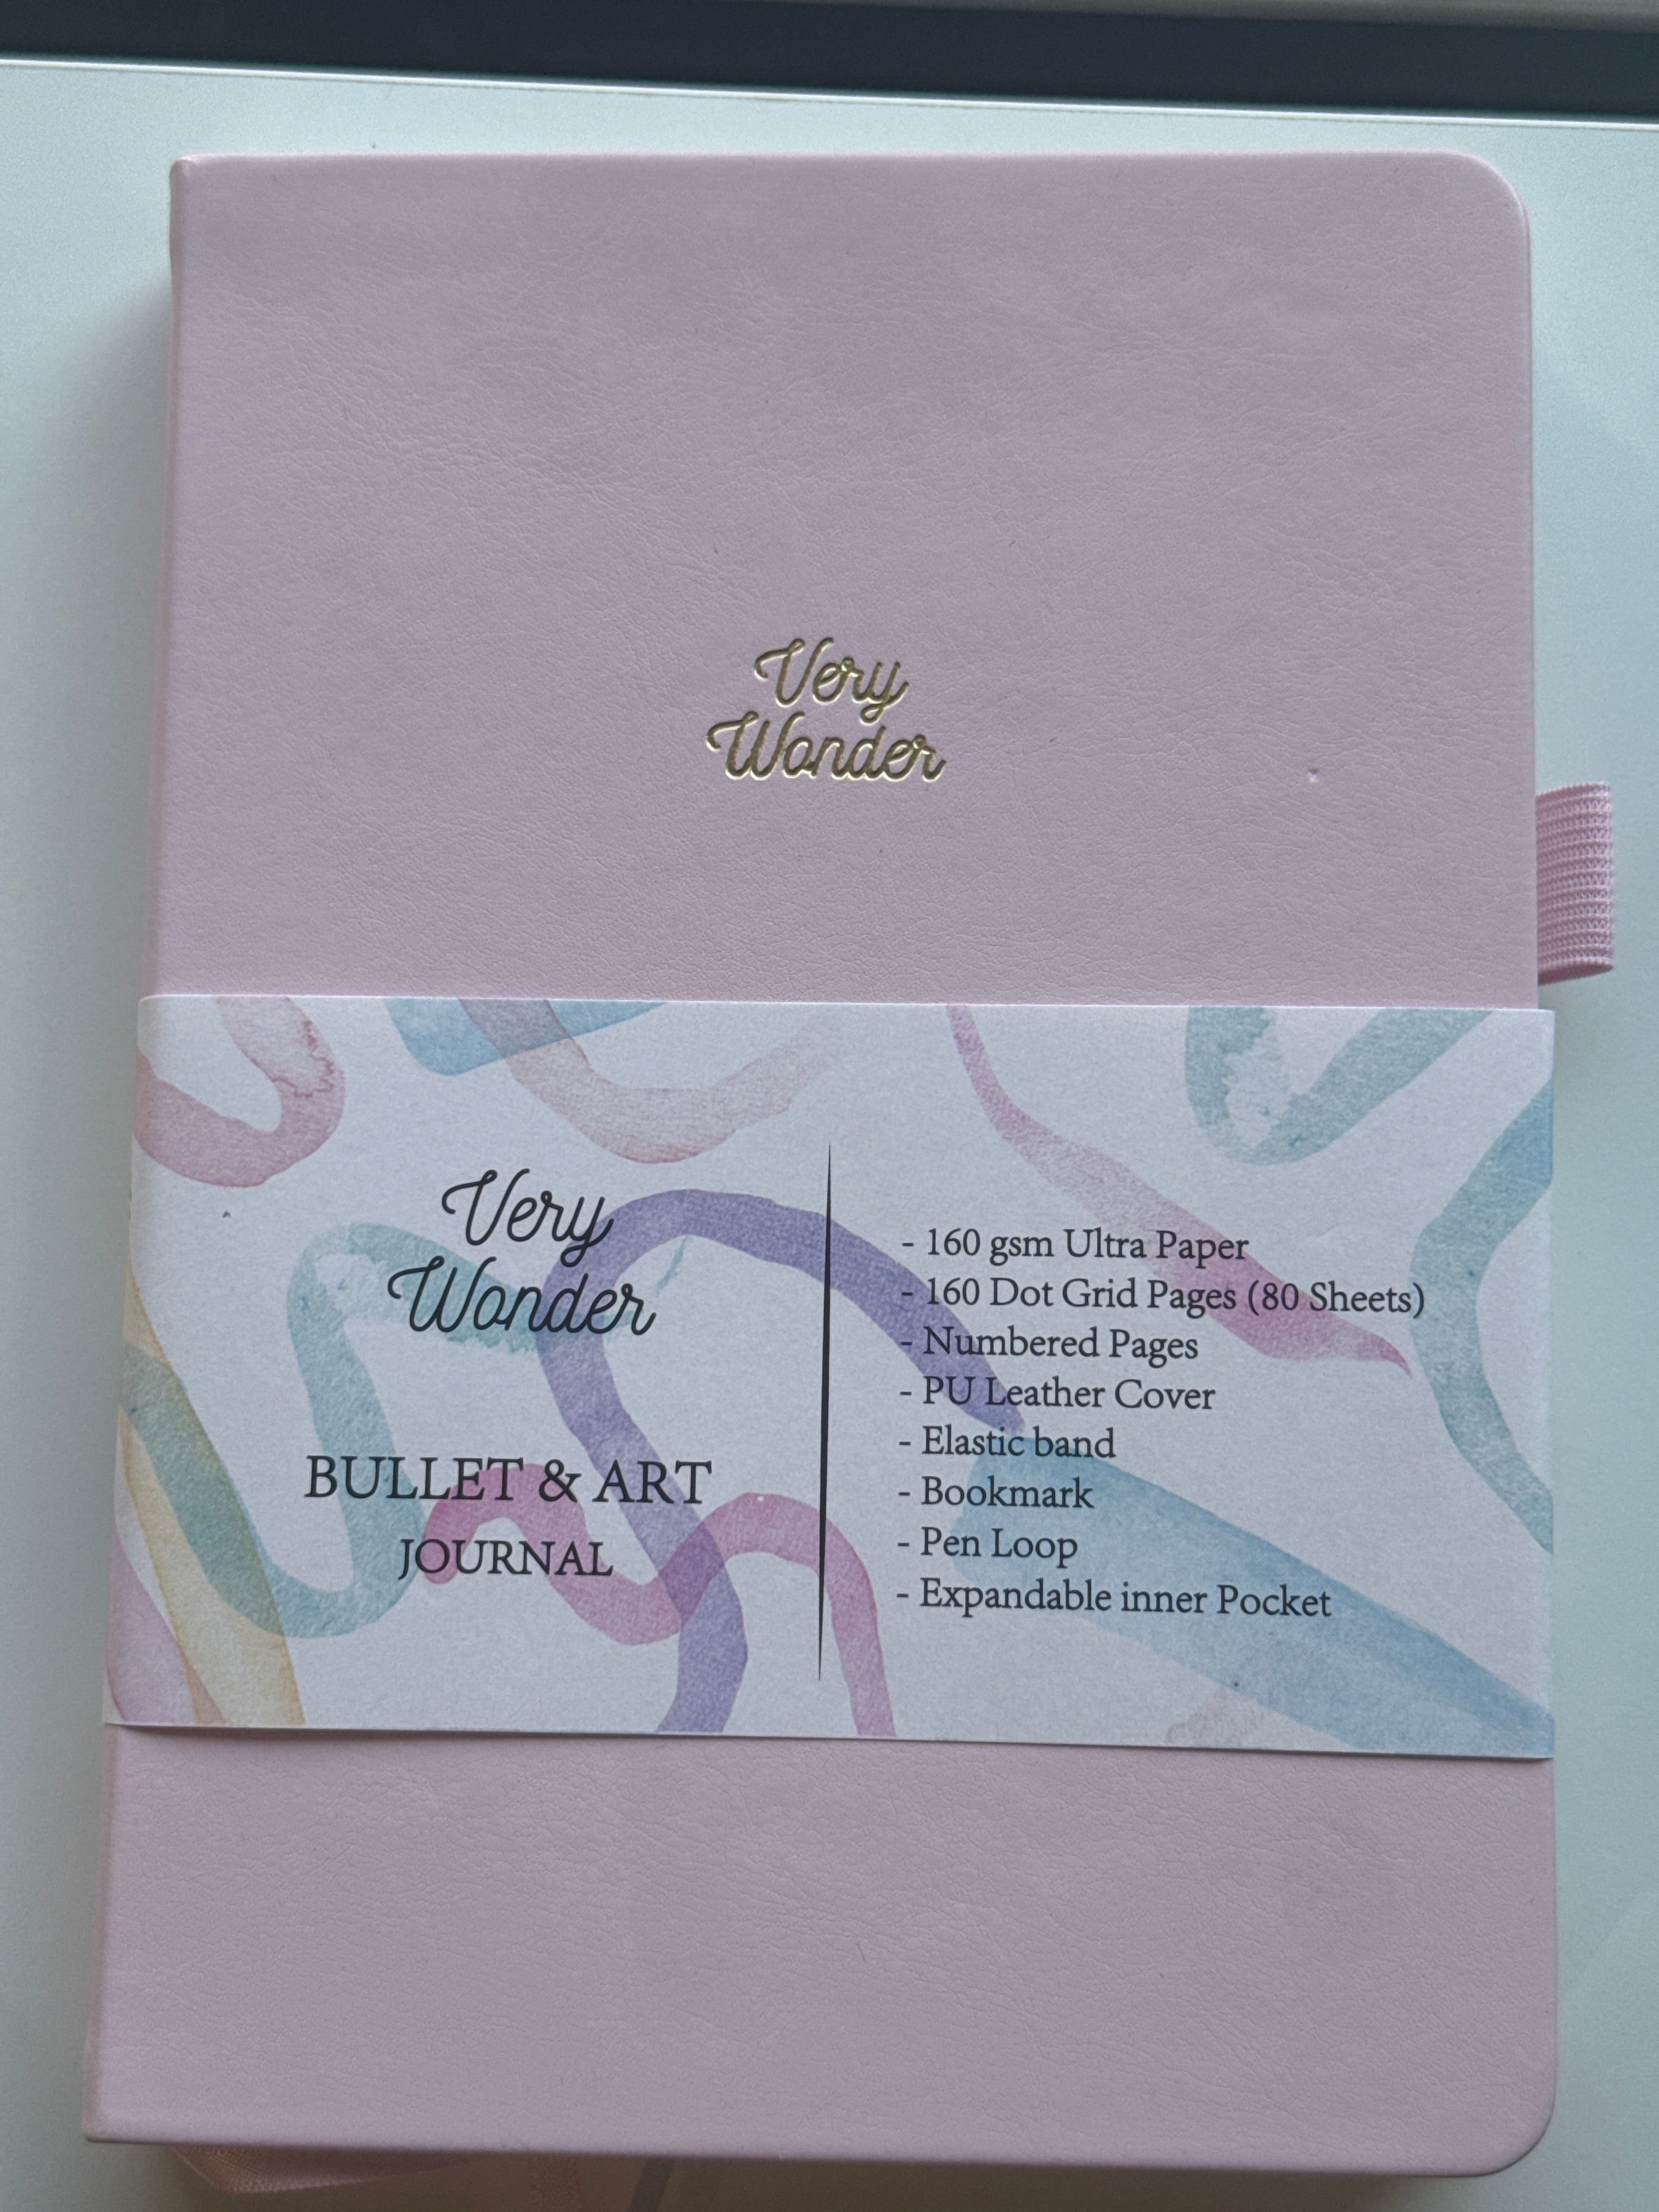 Very
Wonder
Very
Wonder
BULLET & ART
JOURNAL
- 160 gsm Ultra Paper
- 160 Dot Grid Pages (80 Sheets)
- Numbered Pages
- PU Leather Cover
- Elastic band
- Bookmark
- Pen Loop
- Expandable inner Pocket